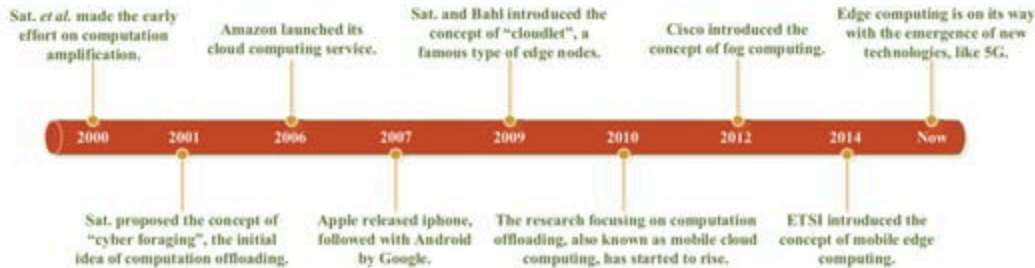 Sat. et al. made the early
effort on computation
amplification.
Amazon launched its
cloud computing service.
Sat. and Bahl introduced the
concept of “cloudlet”, a
famous type of edge nodes.
Cisco introduced the
concept of fog computing.
Edge computing is on its way
with the emergence of new
technologies, like 5G.
2000 2001 2006 2007 2009 2010 2012 2014 Now
Sat. proposed the concept of
“cyber foraging”, the initial
idea of computation offloading.
Apple released iphone,
followed with Android
by Google.
The research focusing on computation
offloading, also known as mobile cloud
computing, has started to rise.
ETSI introduced the
concept of mobile edge
computing.